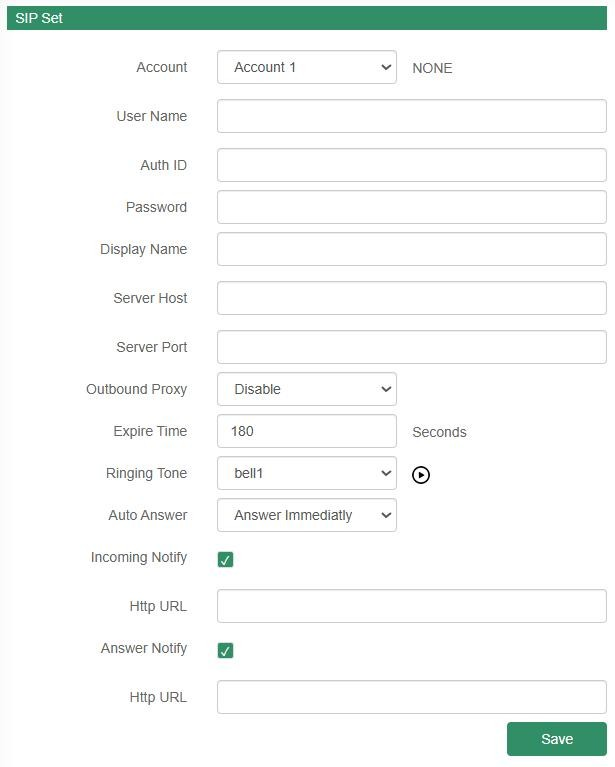 SIP Set
Account Account 1 NONE
User Name
Auth ID
Password
Display Name
Server Host
Server Port
Outbound Proxy Disable
Expire Time 180 Seconds
Ringing Tone bell1
Auto Answer Answer Immediatly
Incoming Notify
Http URL
Answer Notify
Http URL
Save